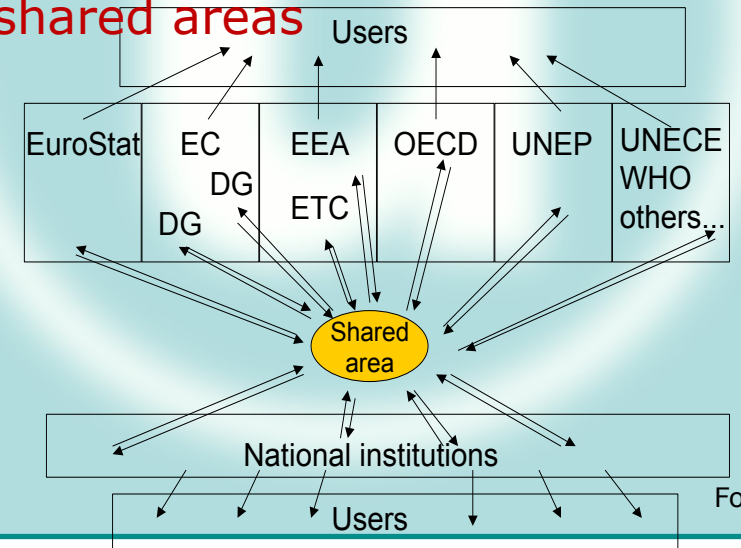 shared areas
Users
EuroStat
EC
DG
DG
EEA
ETC
OECD
UNEP
UNECE
WHO
others...
Shared
area
National institutions
Users
Fo